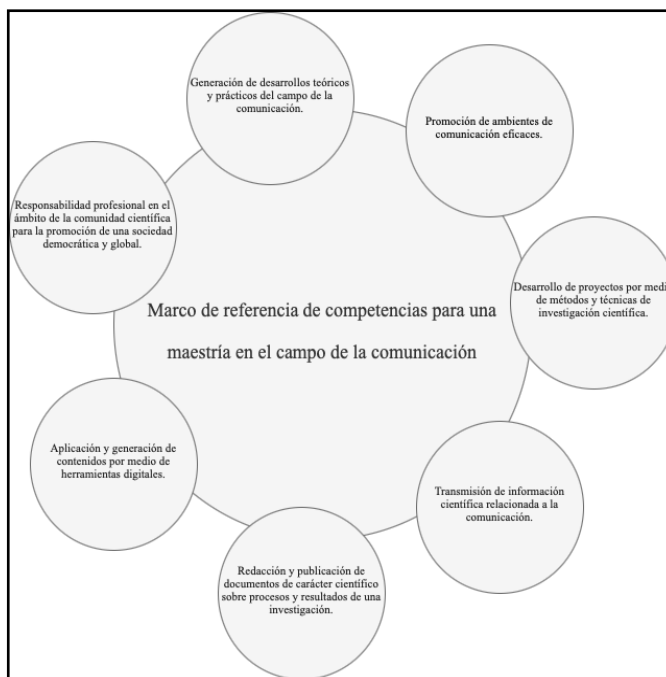 Generación de desarrollos teóricos
y prácticos del campo de la
comunicación.
Promoción de ambientes de
comunicación eficaces.
Responsabilidad profesional en el
ámbito de la comunidad científica
para la promoción de una sociedad
democrática y global.
Desarrollo de proyectos por medi
de métodos y técnicas de
investigación científica.
Marco de referencia de competencias para una
maestría en el campo de la comunicación
Aplicación y generación de
contenidos por medio de
herramientas digitales.
Transmisión de información
científica relacionada a la
comunicación.
Redacción y publicación de
documentos de carácter científico
sobre procesos y resultados de una
investigación.